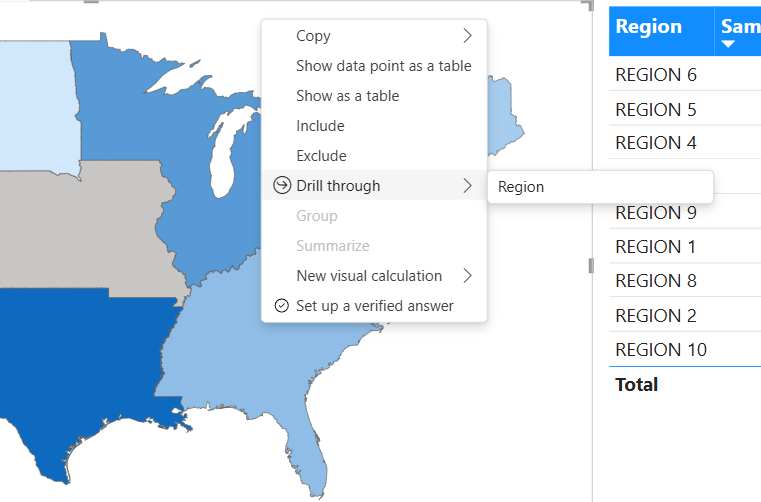 Copy
Show data point as a table
Show as a table
Include
Exclude
Drill through
Region
Group
Summarize
New visual calculation
Set up a verified answer
Region
Sam
REGION 6
REGION 5
REGION 4
REGION 9
REGION 1
REGION 8
REGION 2
REGION 10
Total